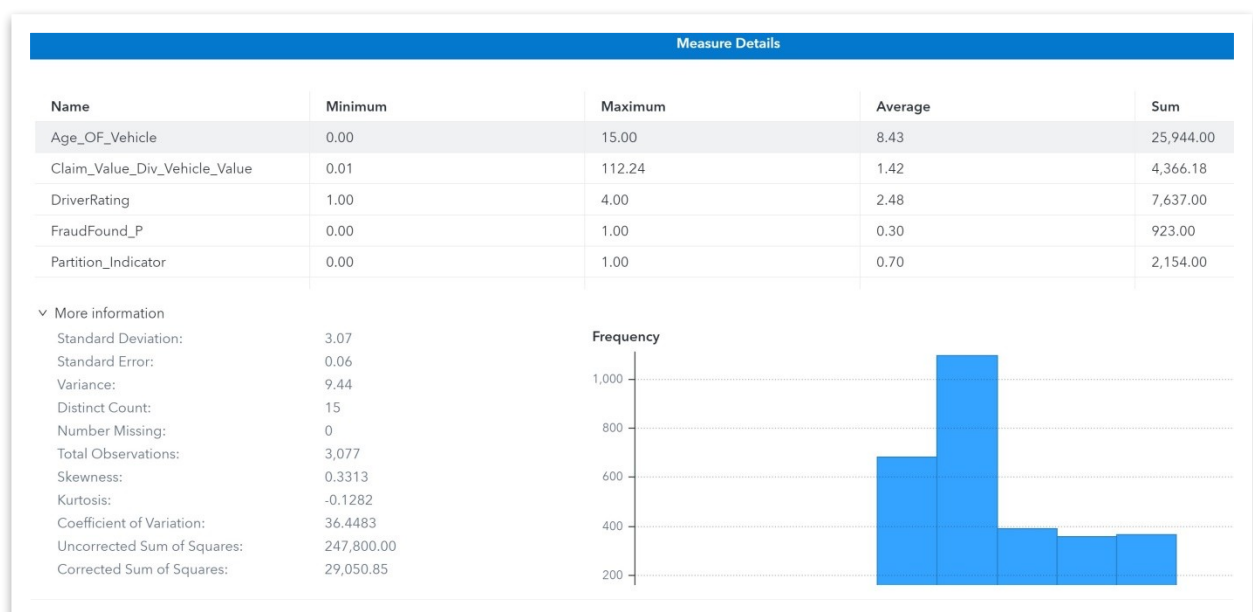 Measure Details
Name Minimum Maximum Average Sum
Age_OF_Vehicle 0.00 15.00 8.43 25,944.00
Claim_Value_Div_Vehicle_Value 0.01 112.24 1.42 4,366.18
DriverRating 1.00 4.00 2.48 7,637.00
FraudFound_P 0.00 1.00 0.30 923.00
Partition_Indicator 0.00 1.00 0.70 2,154.00
More information
Standard Deviation: 3.07
Standard Error: 0.06
Variance: 9.44
Distinct Count: 15
Number Missing: 0
Total Observations: 3,077
Skewness: 0.3313
Kurtosis: -0.1282
Coefficient of Variation: 36.4483
Uncorrected Sum of Squares: 247,800.00
Corrected Sum of Squares: 29,050.85
Frequency
1,000
800
600
400
200